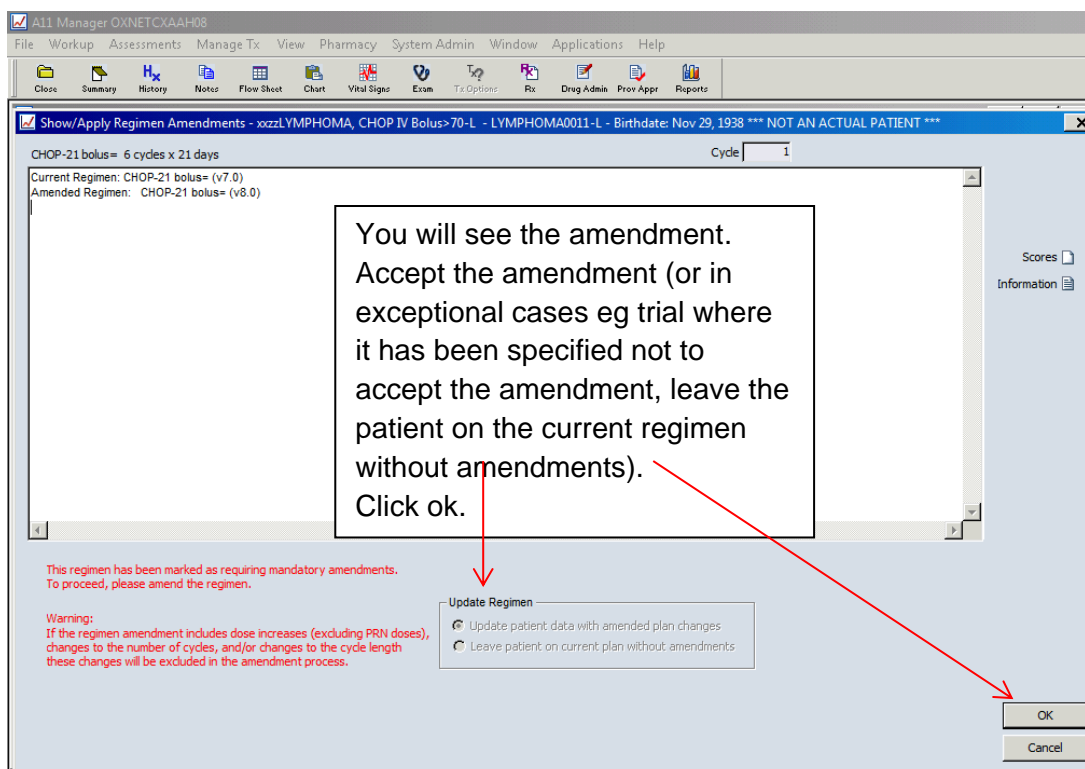 A11 Manager OXNETCXAAH08
File Workup Assessments Manage Tx View Pharmacy System Admin Window Applications Help
Close Summary History Notes Flow Sheet Chart Vital Signs Exam Tx Options Rx Drug Admin Prov Appr Reports
Show/Apply Regimen Amendments - xxzzLYMPHOMA, CHOP IV Bolus>70-L - LYMPHOMA0011-L - Birthdate: Nov 29, 1938 *** NOT AN ACTUAL PATIENT ***
CHOP-21 bolus= 6 cycles x 21 days Cycle 1
Current Regimen: CHOP-21 bolus= (v7.0)
Amended Regimen: CHOP-21 bolus= (v8.0)
You will see the amendment.
Accept the amendment (or in
exceptional cases eg trial where
it has been specified not to
accept the amendment, leave the
patient on the current regimen
without amendments).
Click ok.
Scores
Information
This regimen has been marked as requiring mandatory amendments.
To proceed, please amend the regimen.
Warning:
If the regimen amendment includes dose increases (excluding PRN doses),
changes to the number of cycles, and/or changes to the cycle length
these changes will be excluded in the amendment process.
Update Regimen
Update patient data with amended plan changes
Leave patient on current plan without amendments
OK
Cancel